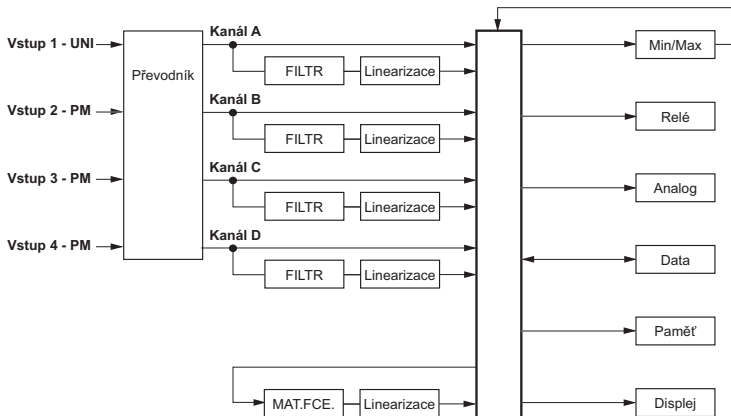 Kanál A
Vstup 1 - UNI
Min/Max
Převodník
FILTR
Linearizace
Kanál B
Vstup 2 - PM
Relé
FILTR
Linearizace
Kanál C
Vstup 3 - PM
Analog
FILTR
Linearizace
Kanál D
Vstup 4 - PM
Data
FILTR
Linearizace
Paměť
MAT.FCE.
Linearizace
Displej